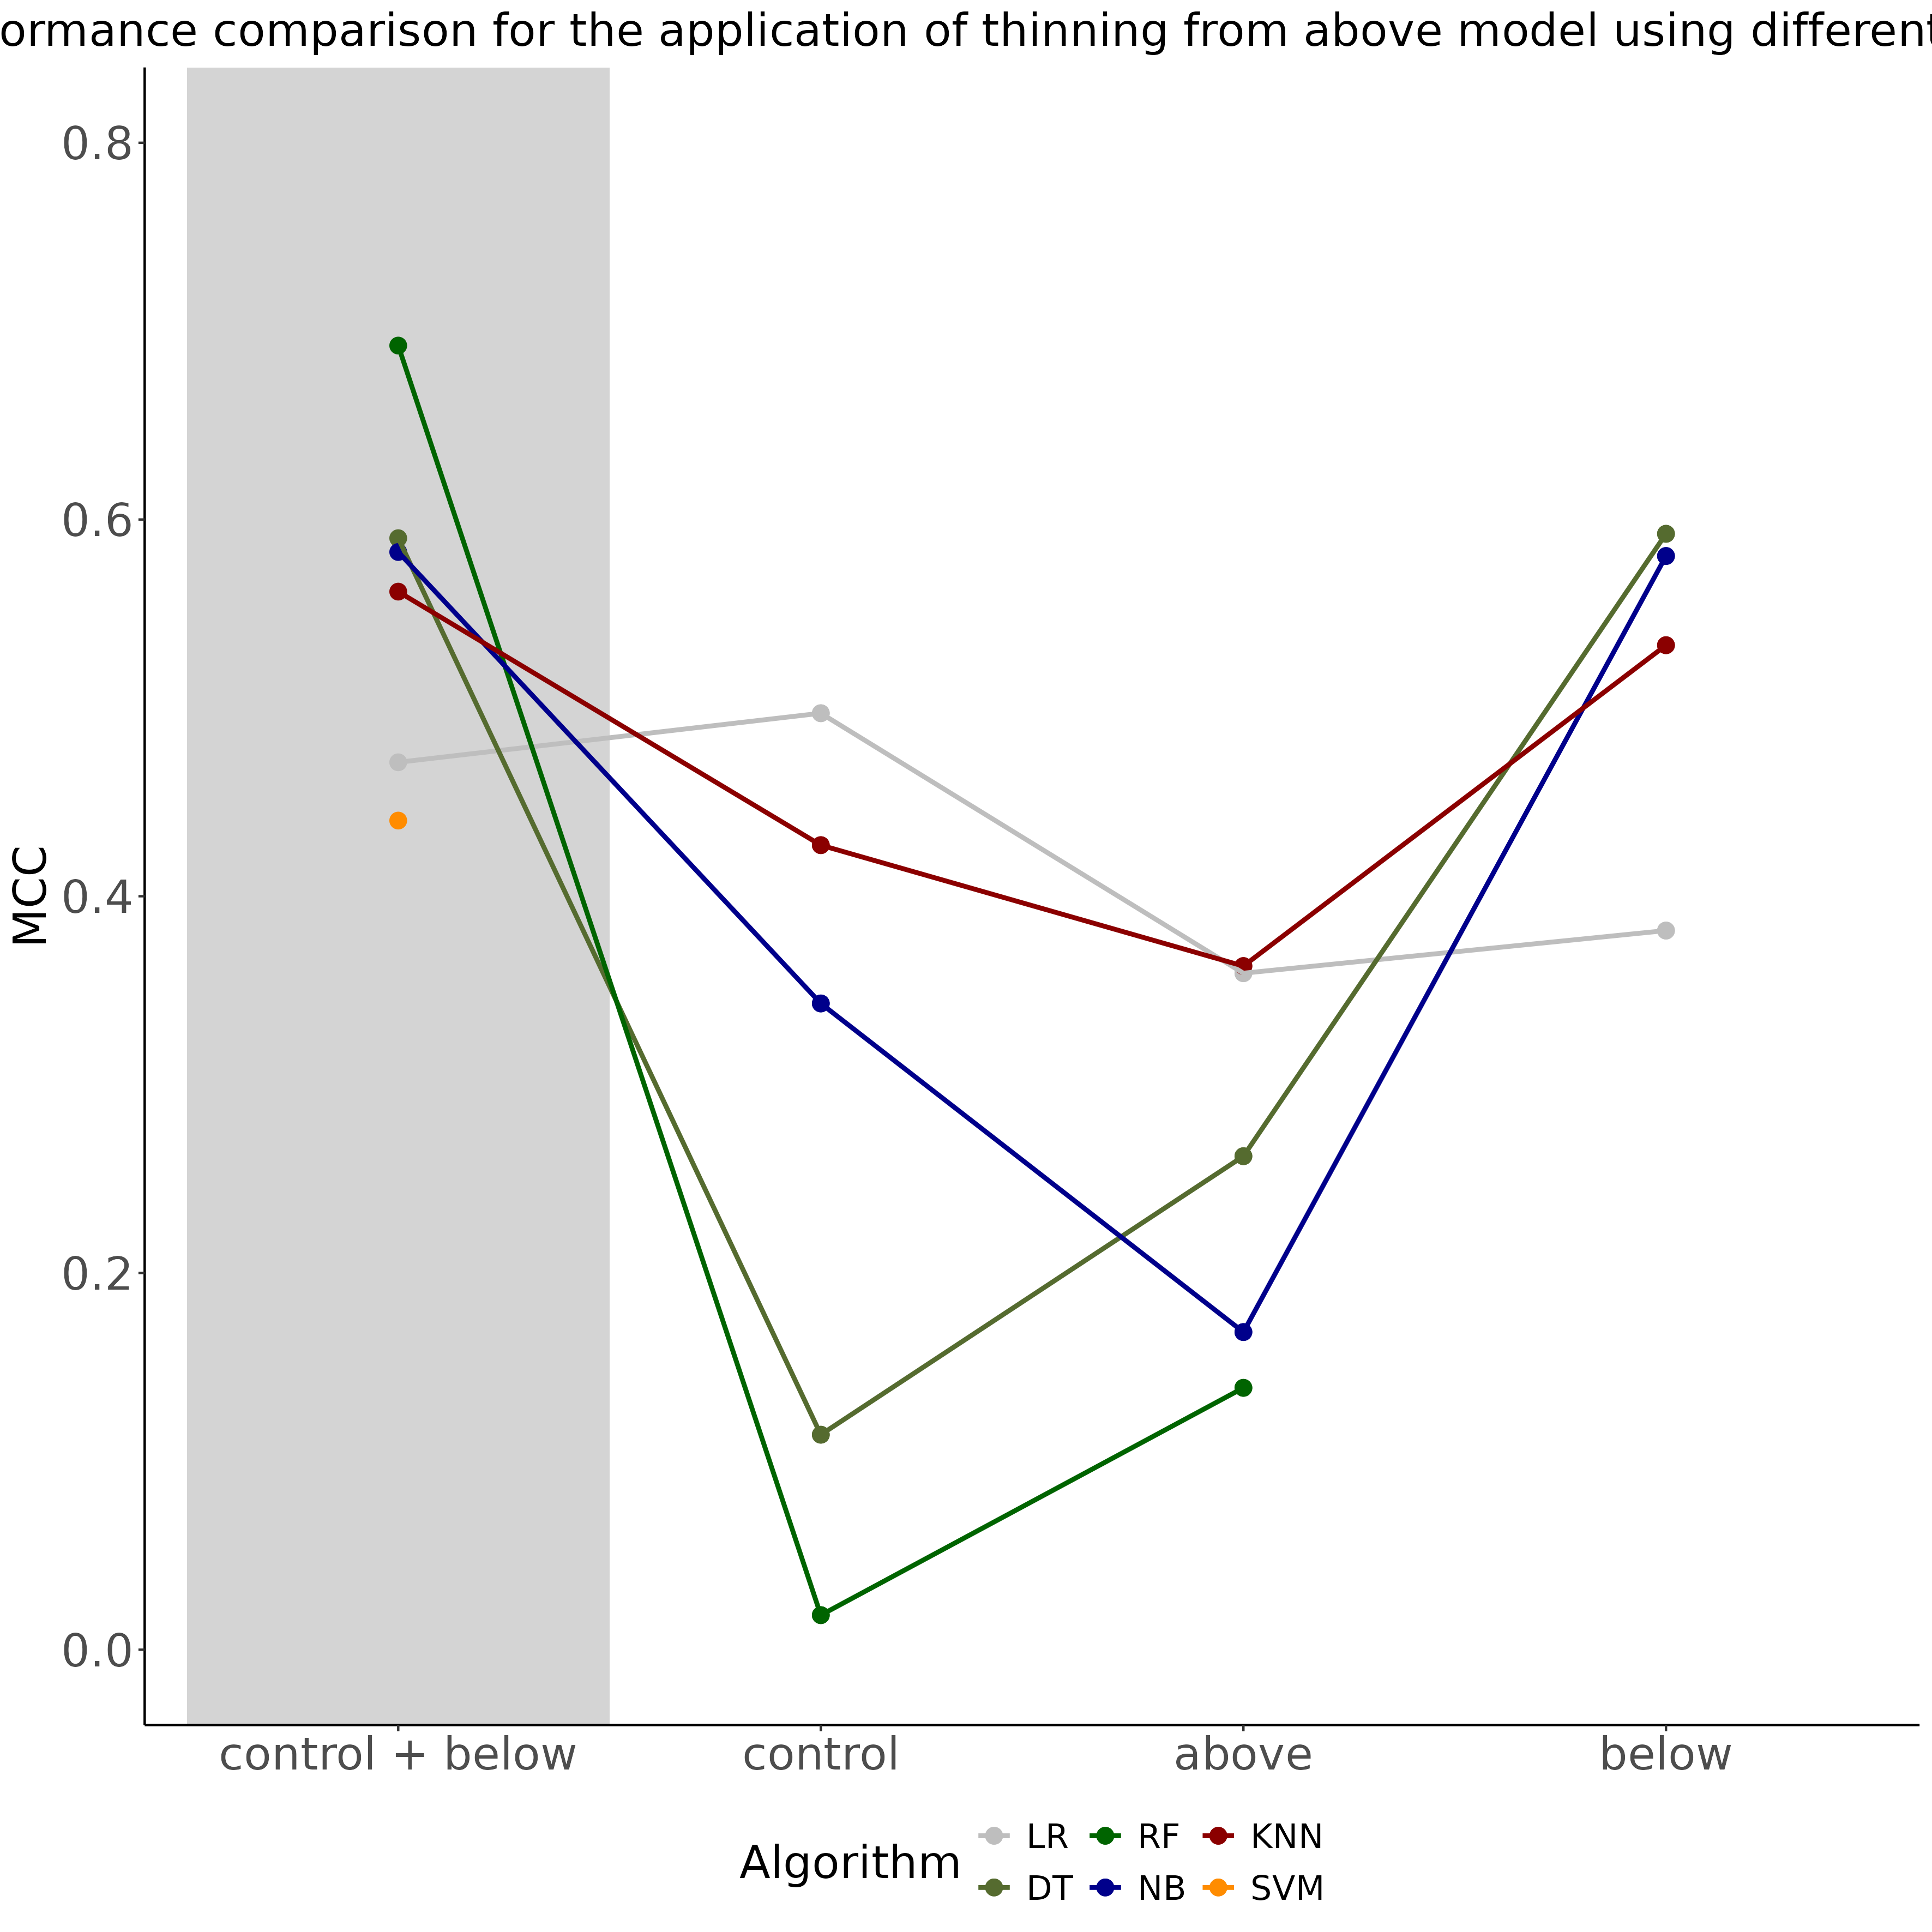 ormance comparison for the application of thinning from above model using different
0.8
0.6
0.4
0.2
0.0
MCC
control + below
control
above
below
Algorithm
LR
RF
KNN
DT
NB
SVM